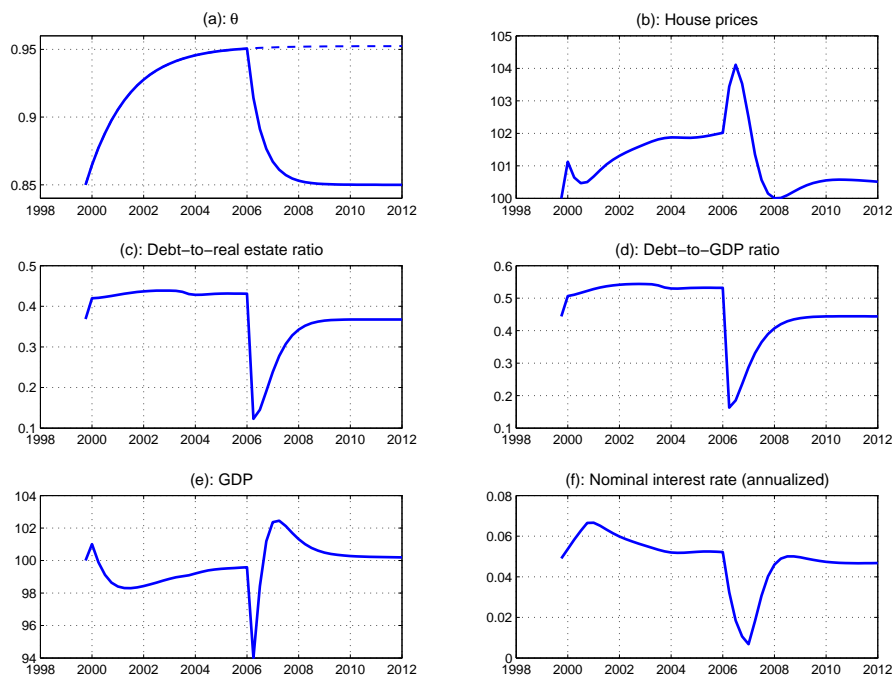 (a): θ
0.95
0.9
0.85
1998 2000 2002 2004 2006 2008 2010 2012
(b): House prices
105
104
103
102
101
100
1998 2000 2002 2004 2006 2008 2010 2012
(c): Debt−to−real estate ratio
0.5
0.4
0.3
0.2
0.1
1998 2000 2002 2004 2006 2008 2010 2012
(d): Debt−to−GDP ratio
0.6
0.5
0.4
0.3
0.2
0.1
1998 2000 2002 2004 2006 2008 2010 2012
(e): GDP
104
102
100
98
96
94
1998 2000 2002 2004 2006 2008 2010 2012
(f): Nominal interest rate (annualized)
0.08
0.06
0.04
0.02
0
1998 2000 2002 2004 2006 2008 2010 2012